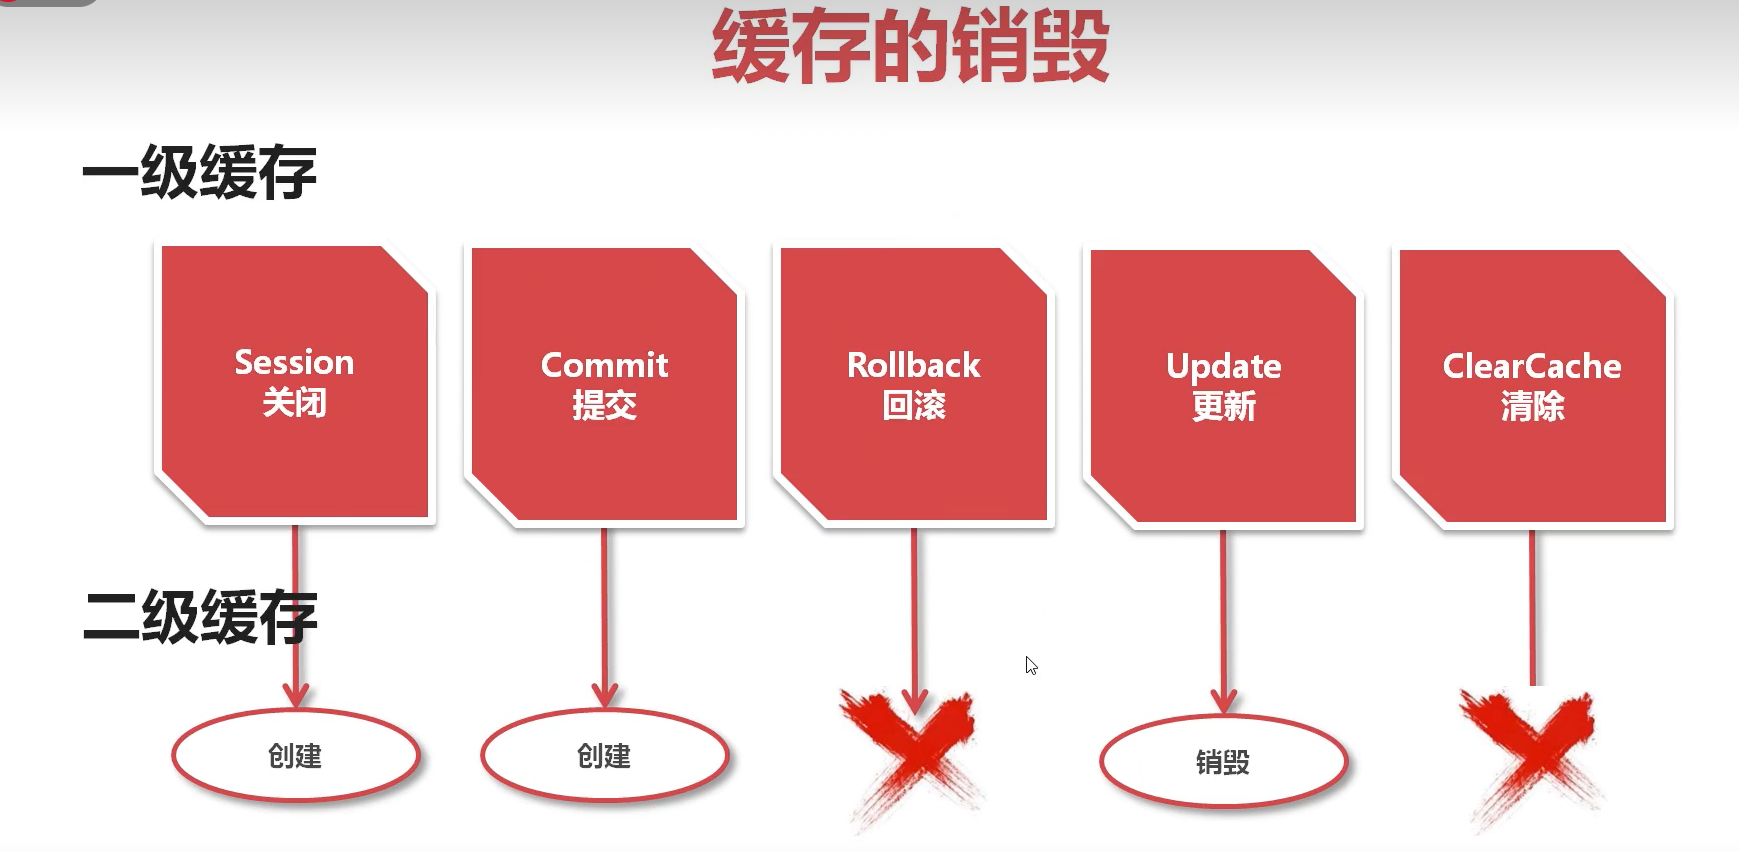 缓存的销毁
一级缓存
Session
关闭
Commit
提交
Rollback
回滚
Update
更新
ClearCache
清除
二级缓存
创建
创建
销毁